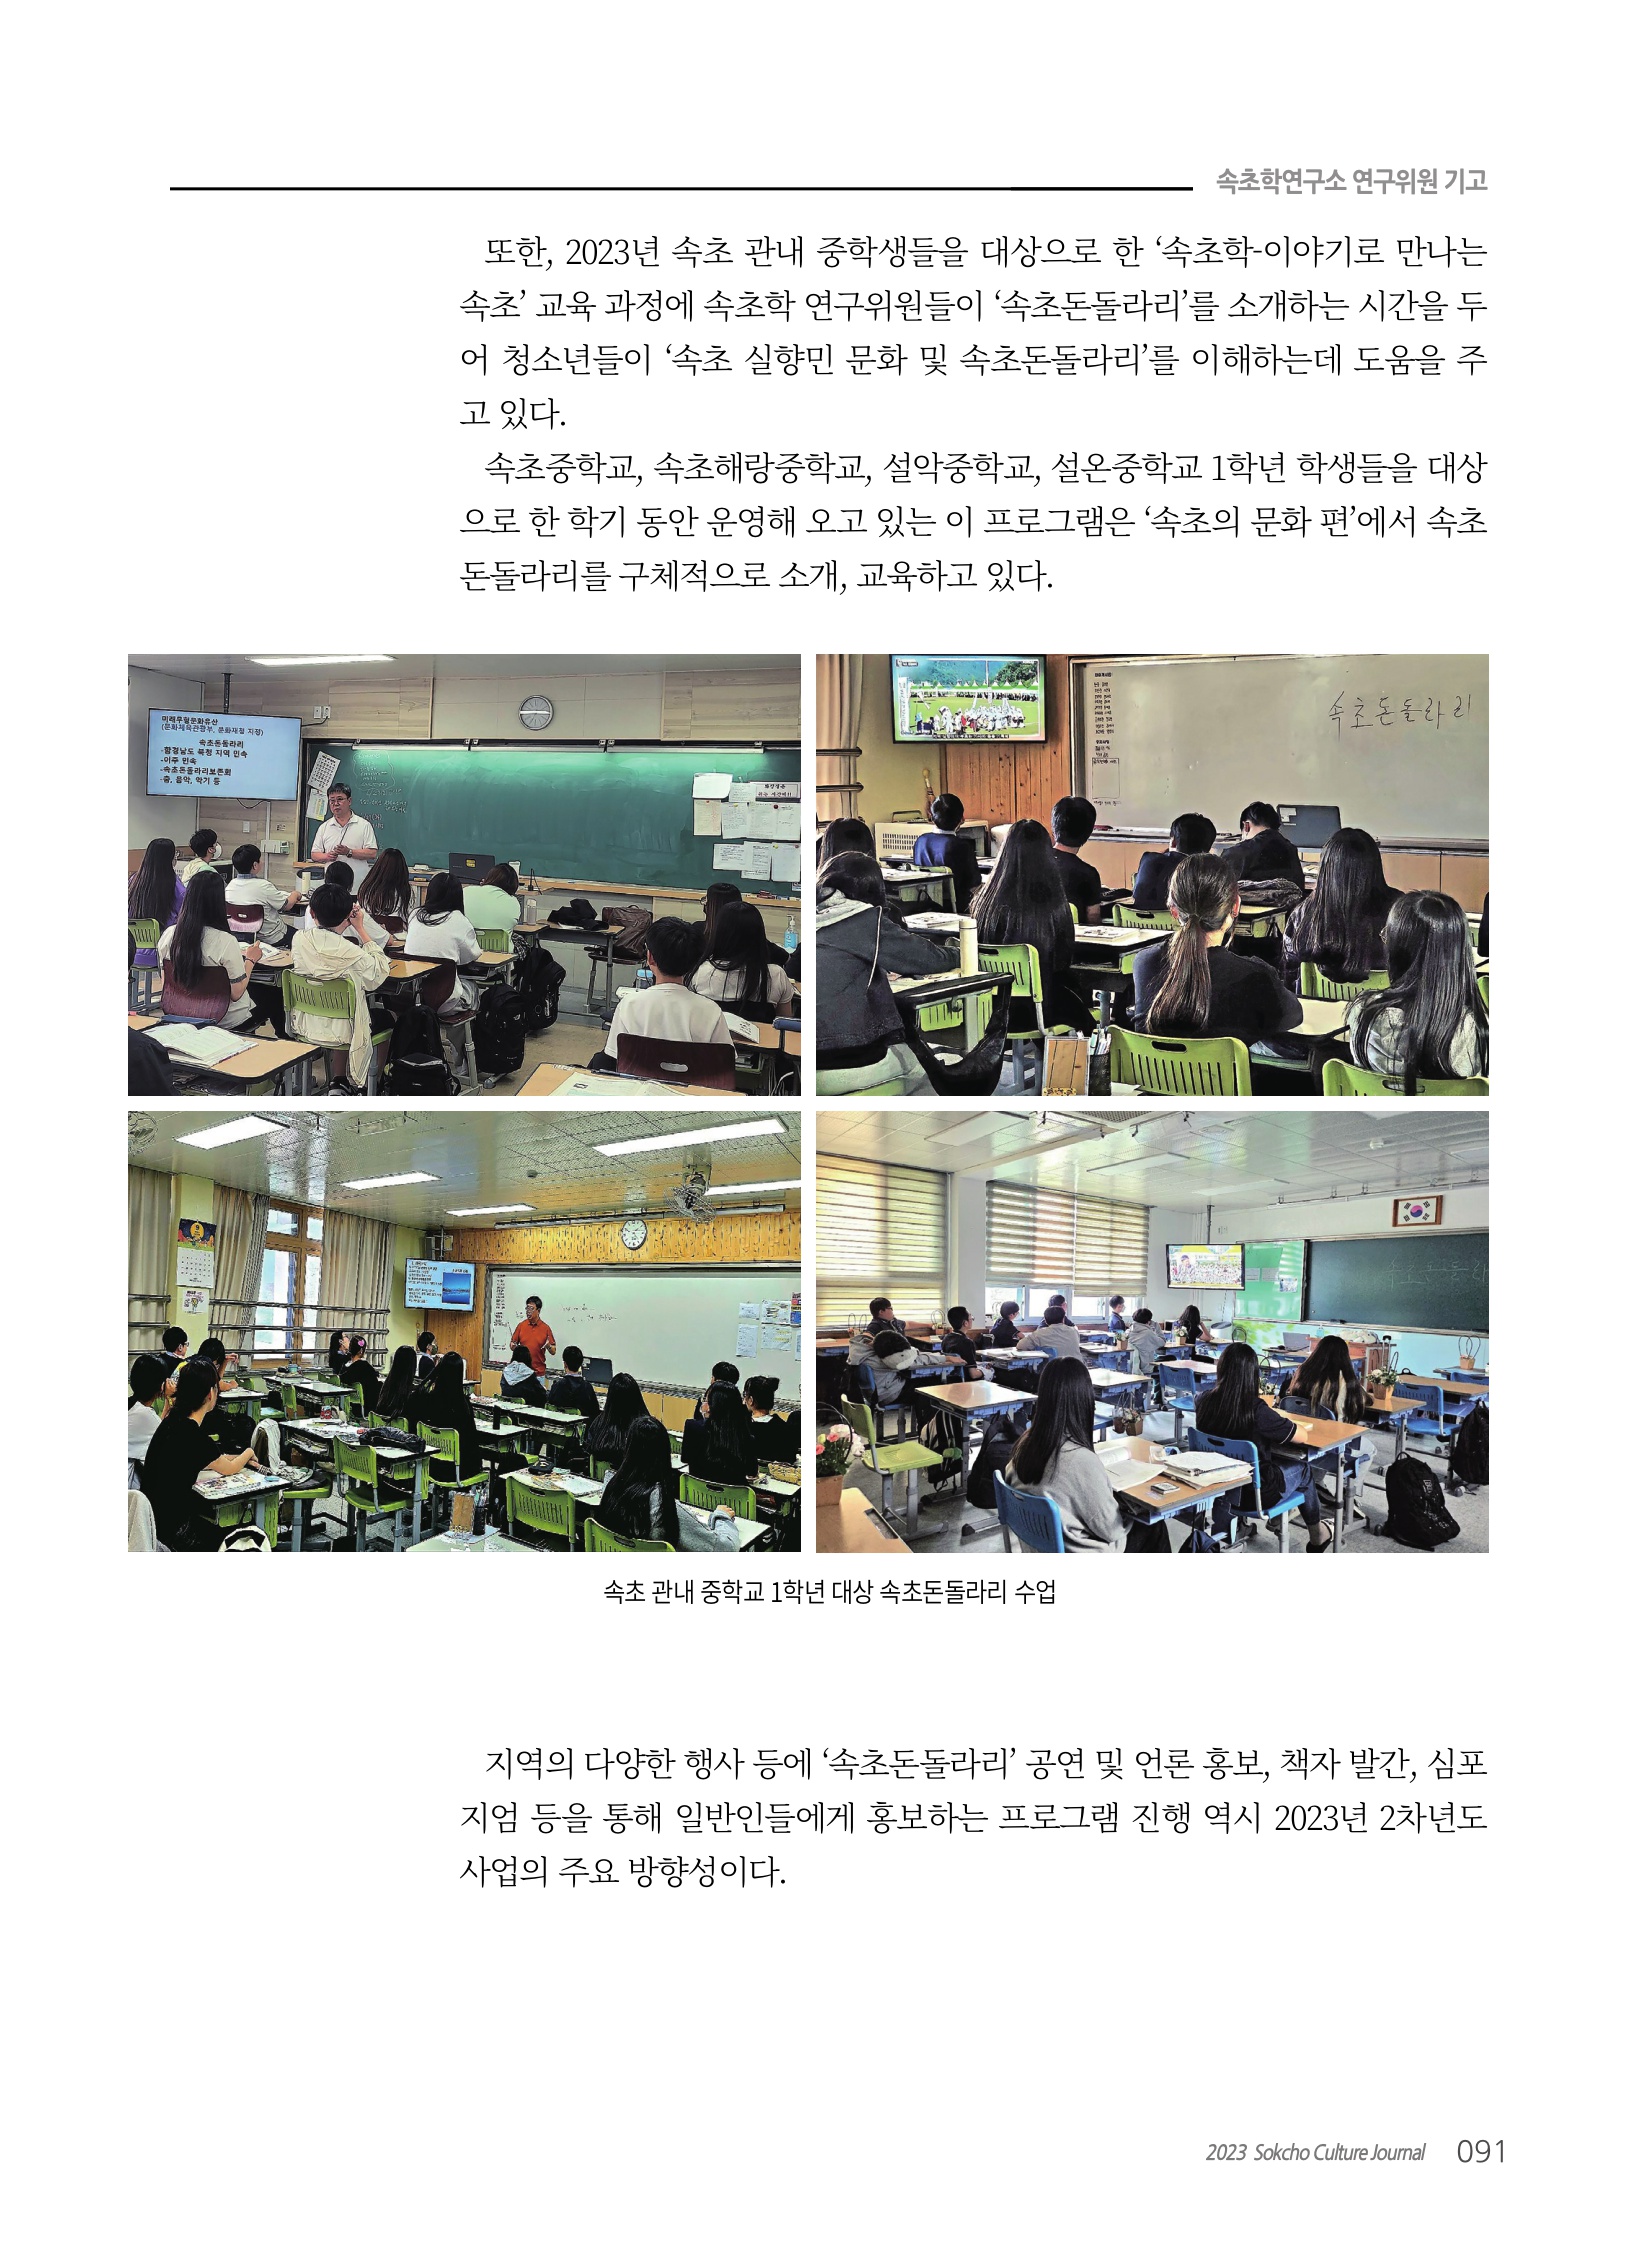 속초학연구소 연구위원 기고
또한, 2023년 속초 관내 중학생들을 대상으로 한 ‘속초학-이야기로 만나는
속초’ 교육 과정에 속초학 연구위원들이 ‘속초돈돌라리’를 소개하는 시간을 두
어 청소년들이 ‘속초 실향민 문화 및 속초돈돌라리’를 이해하는데 도움을 주
고 있다.
속초중학교, 속초해랑중학교, 설악중학교, 설온중학교 1학년 학생들을 대상
으로 한 학기 동안 운영해 오고 있는 이 프로그램은 ‘속초의 문화 편’에서 속초
돈돌라리를 구체적으로 소개, 교육하고 있다.
미래무형문화유산
(문화체육관광부, 문화재청 지정)
속초돈돌라리
-함경남도 북청 지역 민속
-이주 민속
-속초돈돌라리보존회
-춤, 음악, 악기 등
속초돈돌라리
속초돈돌라
속초 관내 중학교 1학년 대상 속초돈돌라리 수업
지역의 다양한 행사 등에 ‘속초돈돌라리’ 공연 및 언론 홍보, 책자 발간, 심포
지엄 등을 통해 일반인들에게 홍보하는 프로그램 진행 역시 2023년 2차년도
사업의 주요 방향성이다.
2023 Sokcho Culture Journal 091